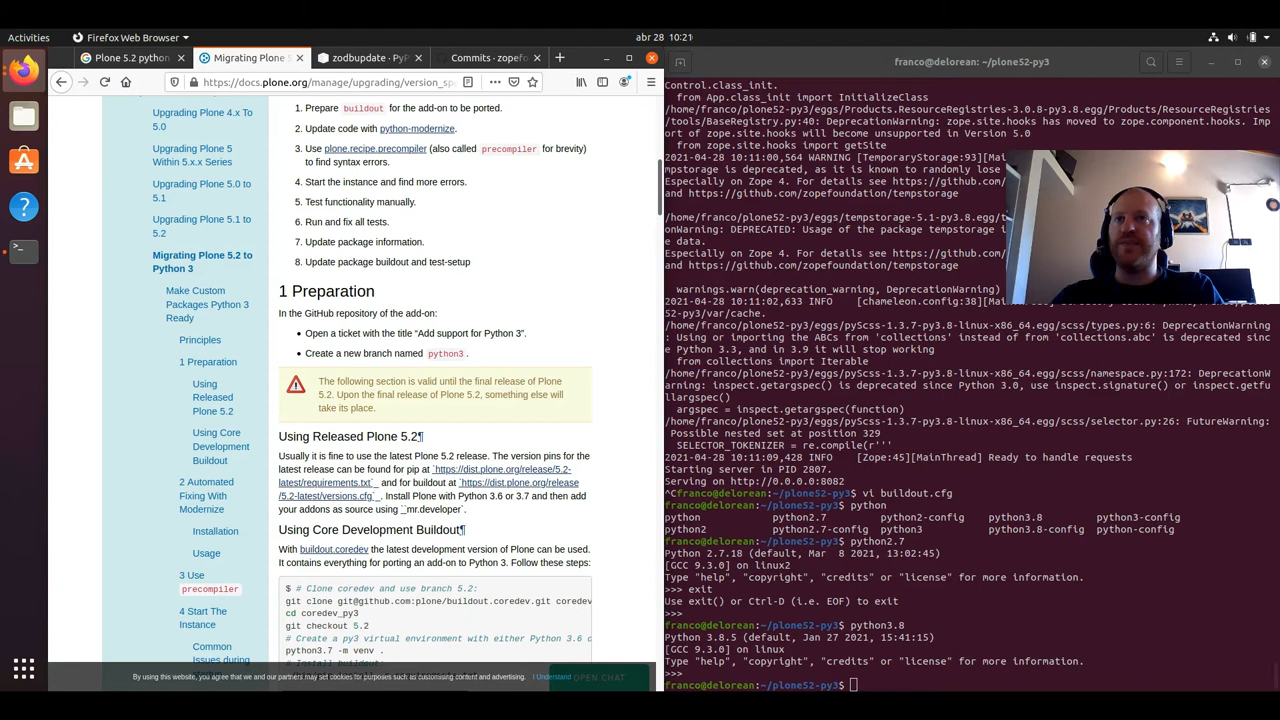 Activities
Firefox Web Browser
abr 28 10:21
Plone 5.2 python
Migrating Plone 5
zodbupdate · PyP
Commits · zopefo
https://docs.plone.org/manage/upgrading/version_sp
franco@delorean: ~/plone52-py3
Upgrading Plone 4.x To
5.0
Upgrading Plone 5
Within 5.x.x Series
Upgrading Plone 5.0 to
5.1
Upgrading Plone 5.1 to
5.2
Migrating Plone 5.2 to
Python 3
Make Custom
Packages Python 3
Ready
Principles
1 Preparation
Using
Released
Plone 5.2
Using Core
Development
Buildout
2 Automated
Fixing With
Modernize
Installation
Usage
3 Use
precompiler
4 Start The
Instance
Common
Issues during
1. Prepare buildout for the add-on to be ported.
2. Update code with python-modernize.
3. Use plone.recipe.precompiler (also called precompiler for brevity)
to find syntax errors.
4. Start the instance and find more errors.
5. Test functionality manually.
6. Run and fix all tests.
7. Update package information.
8. Update package buildout and test-setup
1 Preparation
In the GitHub repository of the add-on:
• Open a ticket with the title “Add support for Python 3”.
• Create a new branch named python3.
The following section is valid until the final release of Plone
5.2. Upon the final release of Plone 5.2, something else will
take its place.
Using Released Plone 5.2¶
Usually it is fine to use the latest Plone 5.2 release. The version pins for the
latest release can be found for pip at `https://dist.plone.org/release/5.2-
latest/requirements.txt`_ and for buildout at `https://dist.plone.org/release
/5.2-latest/versions.cfg`_. Install Plone with Python 3.6 or 3.7 and then add
your addons as source using ``mr.developer`.
Using Core Development Buildout¶
With buildout.coredev the latest development version of Plone can be used.
It contains everything for porting an add-on to Python 3. Follow these steps:
$ # Clone coredev and use branch 5.2:
git clone git@github.com:plone/buildout.coredev.git coredev
cd coredev_py3
git checkout 5.2
# Create a py3 virtual environment with either Python 3.6 o
python3.7 -m venv .
# Install buildout:
By using this website, you agree that we and our partners may set cookies for purposes such as customising content and advertising. I Understand
OPEN CHAT
Control.class_init.
from App.class_init import InitializeClass
/home/franco/plone52-py3/eggs/Products.ResourceRegistries-3.0.8-py3.8.egg/Products/ResourceRegistries
/tools/BaseRegistry.py:40: DeprecationWarning: zope.site.hooks has moved to zope.component.hooks. Imp
ort of zope.site.hooks will become unsupported in Version 5.0
from zope.site.hooks import getSite
2021-04-28 10:11:00,564 WARNING [TemporaryStorage:93][Mai
mpstorage is deprecated, as it is known to randomly lose
Especially on Zope 4. For details see https://github.com/
and https://github.com/zopefoundation/tempstorage
/home/franco/plone52-py3/eggs/tempstorage-5.1-py3.8.egg/t
onWarning: DEPRECATED: Usage of the package tempstorage i
e data.
Especially on Zope 4. For details see https://github.com/
and https://github.com/zopefoundation/tempstorage
warnings.warn(deprecation_warning, DeprecationWarning)
2021-04-28 10:11:02,633 INFO [chameleon.config:38][Mai
52-py3/var/cache.
/home/franco/plone52-py3/eggs/pyScss-1.3.7-py3.8-linux-x86_64.egg/scss/types.py:6: DeprecationWarning
: Using or importing the ABCs from 'collections' instead of from 'collections.abc' is deprecated sinc
e Python 3.3, and in 3.9 it will stop working
from collections import Iterable
/home/franco/plone52-py3/eggs/pyScss-1.3.7-py3.8-linux-x86_64.egg/scss/namespace.py:172: DeprecationW
arning: inspect.getargspec() is deprecated since Python 3.0, use inspect.signature() or inspect.getfu
llargspec()
argspec = inspect.getargspec(function)
/home/franco/plone52-py3/eggs/pyScss-1.3.7-py3.8-linux-x86_64.egg/scss/selector.py:26: FutureWarning:
Possible nested set at position 329
SELECTOR_TOKENIZER = re.compile(r'''
2021-04-28 10:11:09,428 INFO [Zope:45][MainThread] Ready to handle requests
Starting server in PID 2807.
Serving on http://0.0.0.0:8082
^Cfranco@delorean:~/plone52-py3$ vi buildout.cfg
franco@delorean:~/plone52-py3$ python
python python2.7 python2-config python3.8 python3-config
python2 python2.7-config python3 python3.8-config python-config
franco@delorean:~/plone52-py3$ python2.7
Python 2.7.18 (default, Mar 8 2021, 13:02:45)
[GCC 9.3.0] on linux2
Type "help", "copyright", "credits" or "license" for more information.
>>> exit
Use exit() or Ctrl-D (i.e. EOF) to exit
>>>
franco@delorean:~/plone52-py3$ python3.8
Python 3.8.5 (default, Jan 27 2021, 15:41:15)
[GCC 9.3.0] on linux
Type "help", "copyright", "credits" or "license" for more information.
>>>
franco@delorean:~/plone52-py3$